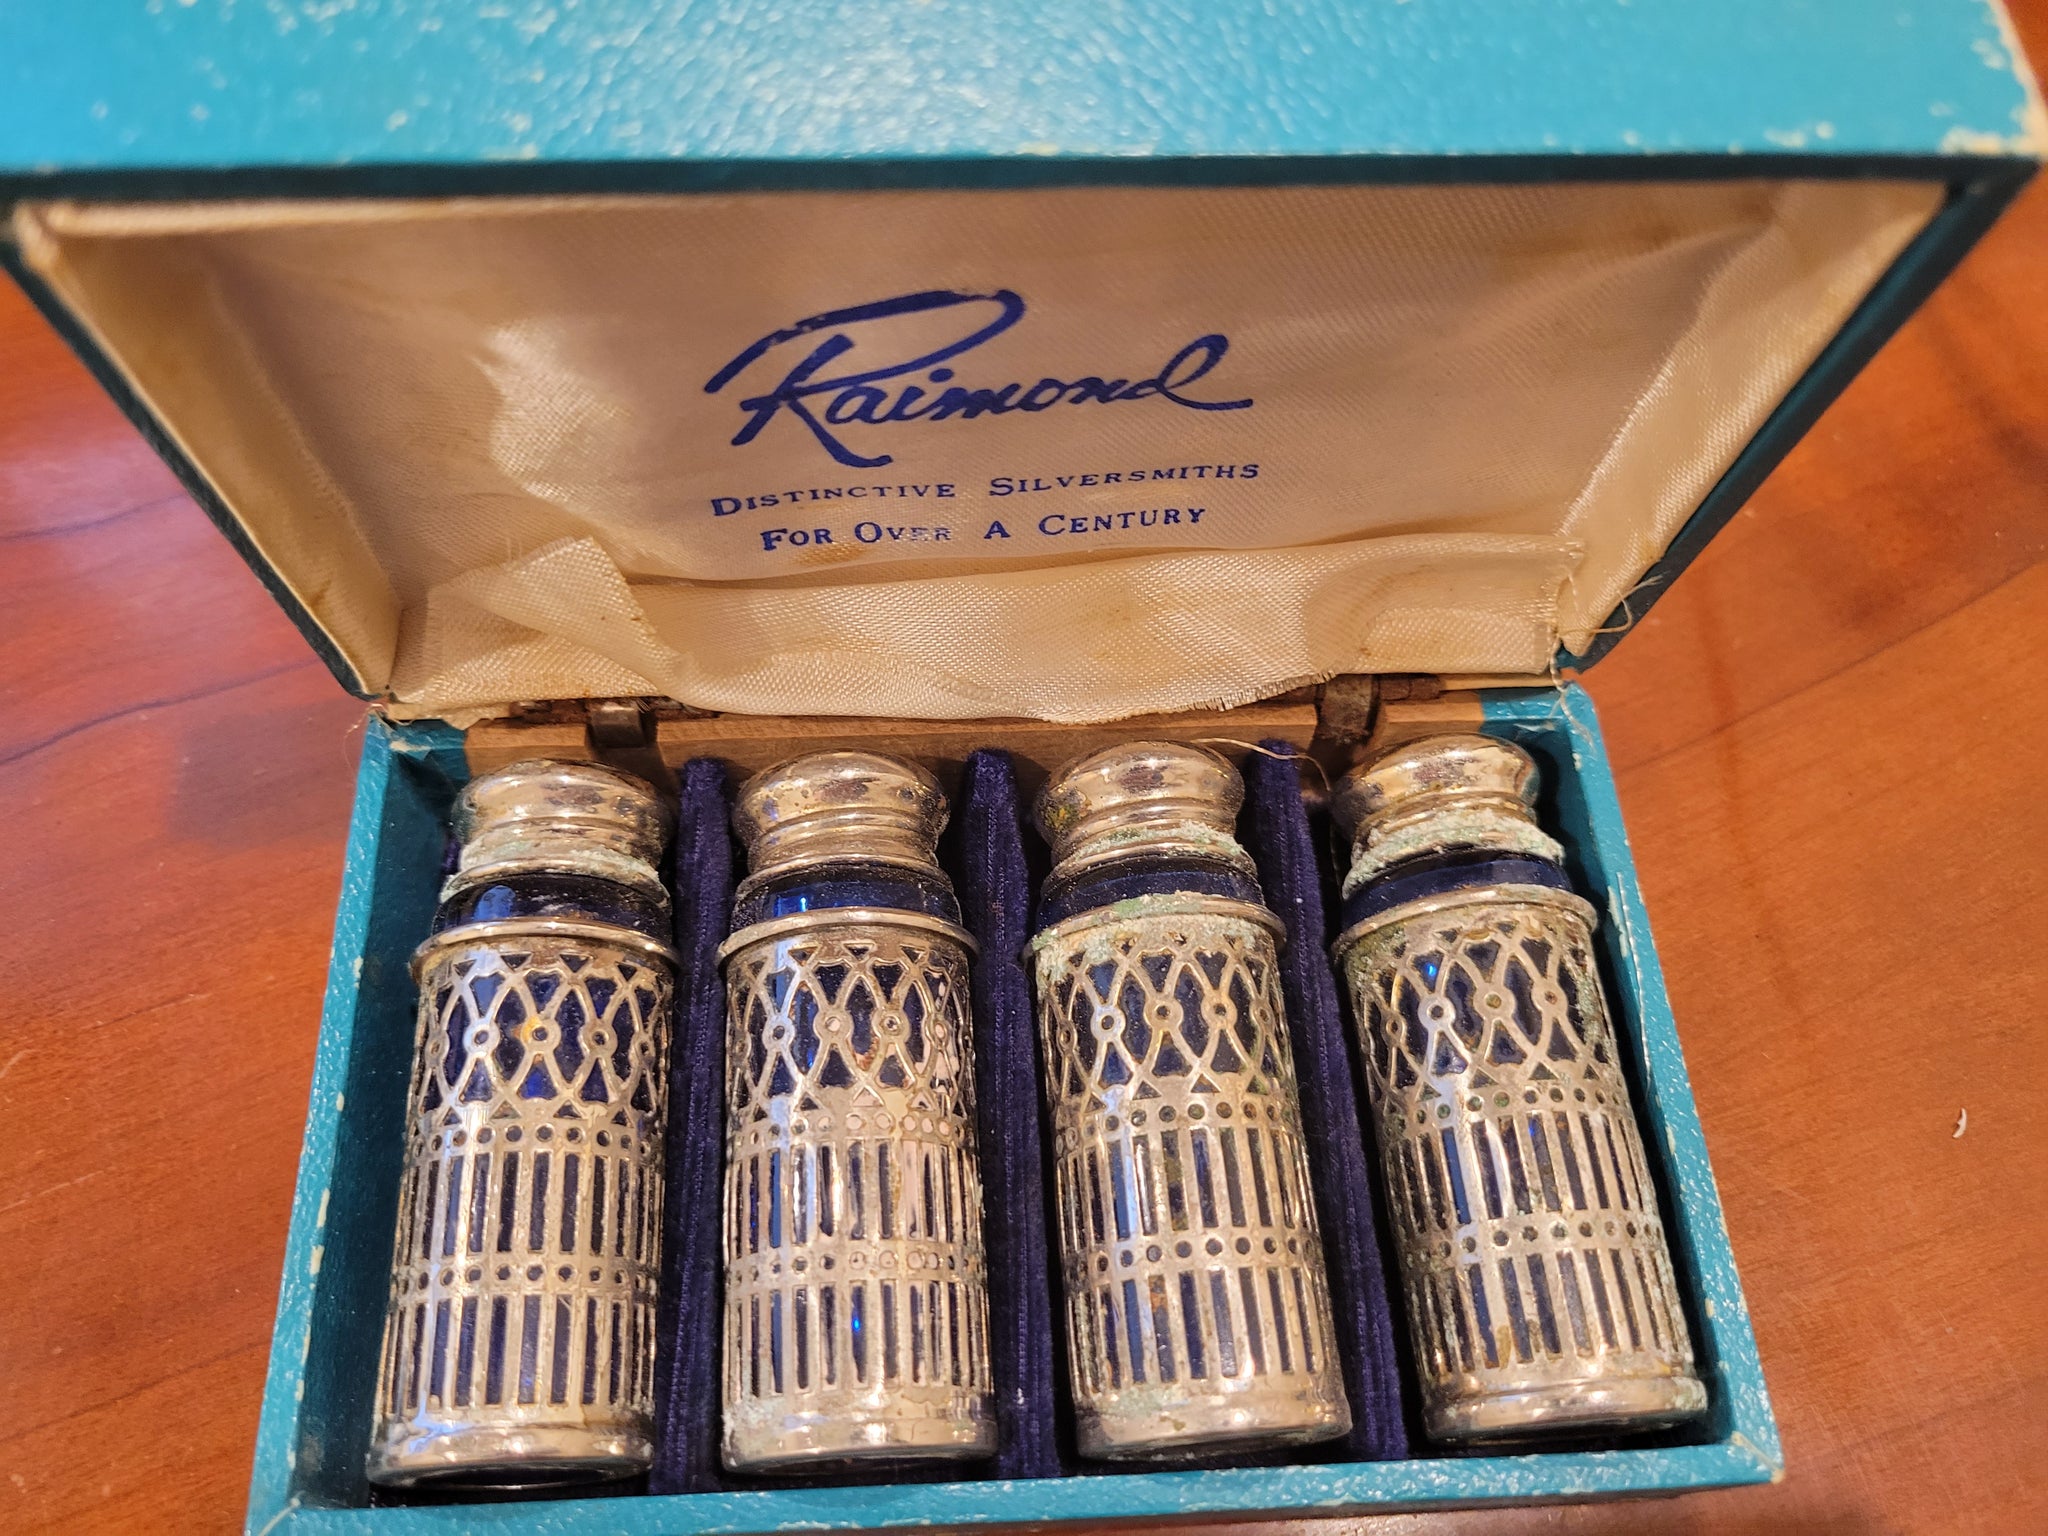 Raimond
DISTINCTIVE SILVERSMITHS
FOR OVER A CENTURY